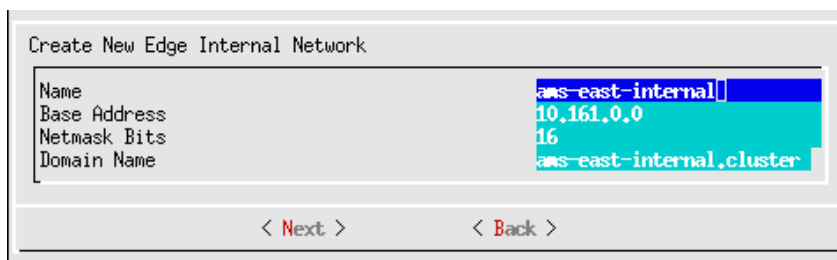 Create New Edge Internal Network
Name ams-east-internal
Base Address 10.161.0.0
Netmask Bits 16
Domain Name ams-east-internal.cluster
< Next > < Back >